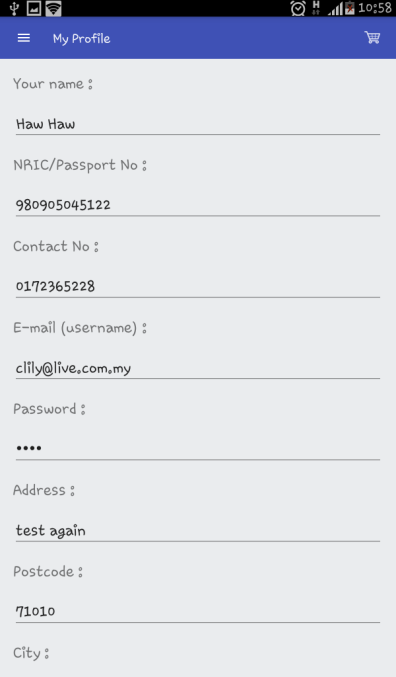 10:58
My Profile
Your name :
Haw Haw
NRIC/Passport No :
980905045122
Contact No :
0172365228
E-mail (username) :
clily@live.com.my
Password :
••••
Address :
test again
Postcode :
71010
City :